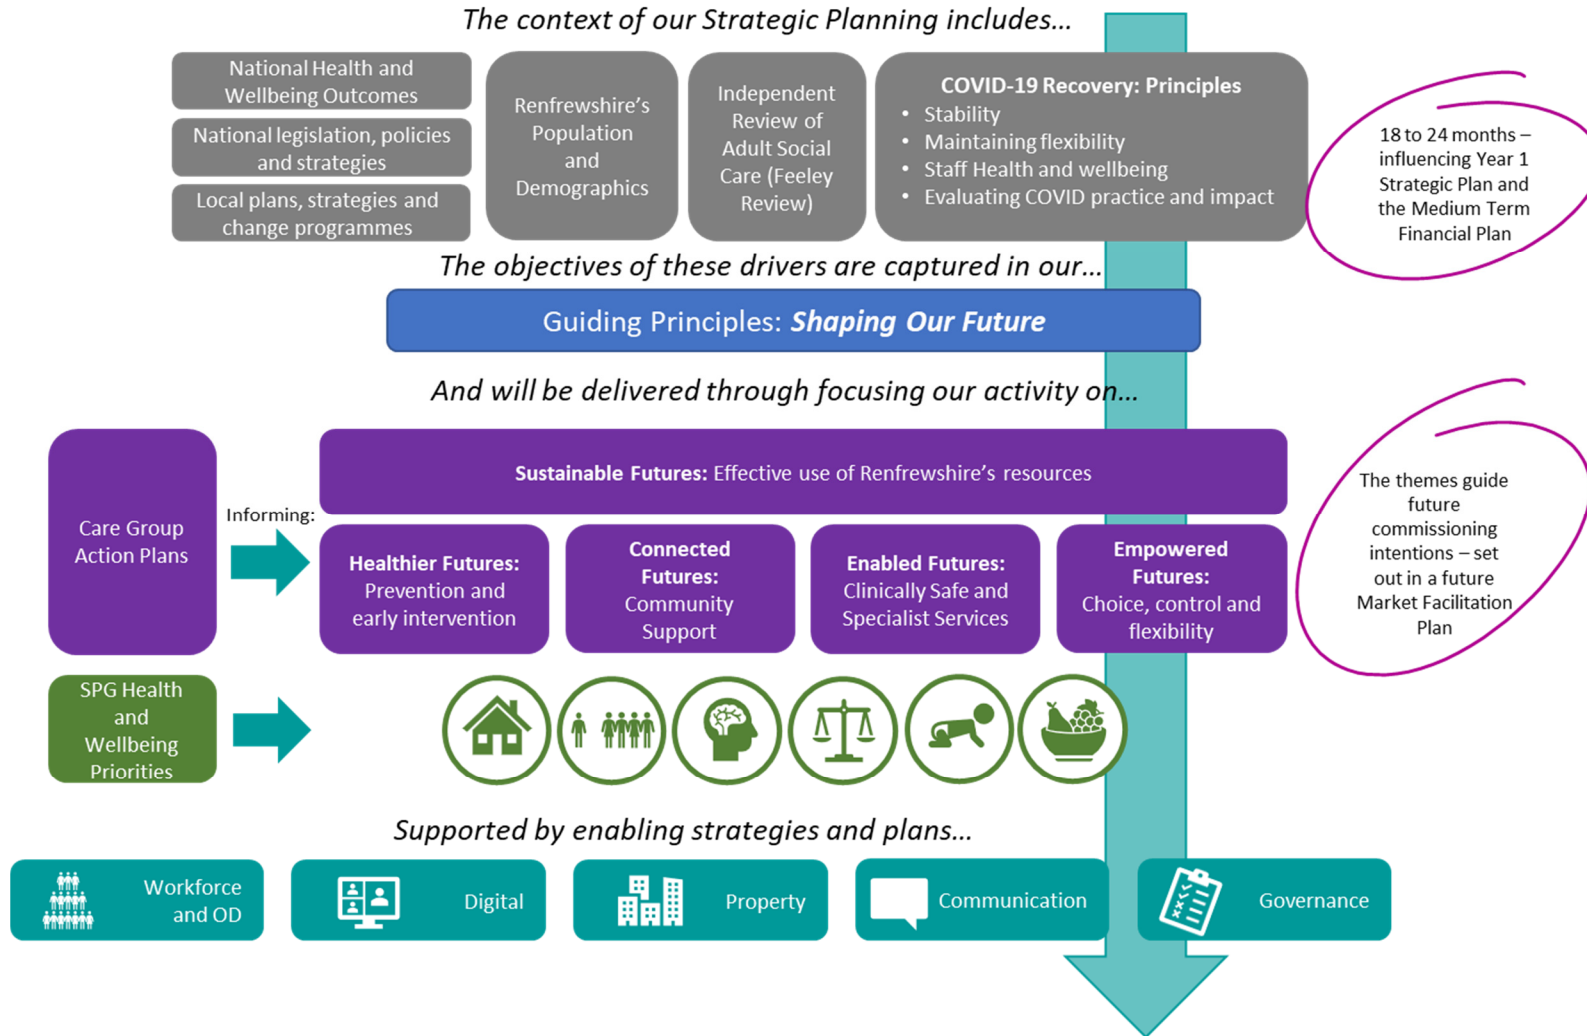 The context of our Strategic Planning includes...
National Health and
Wellbeing Outcomes
National legislation, policies
and strategies
Local plans, strategies and
change programmes
Renfrewshire's
Population
and
Demographics
Independent
Review of
Adult Social
Care (Feeley
Review)
COVID-19 Recovery: Principles
• Stability
• Maintaining flexibility
• Staff Health and wellbeing
• Evaluating COVID practice and impact
18 to 24 months –
influencing Year 1
Strategic Plan and
the Medium Term
Financial Plan
The objectives of these drivers are captured in our...
Guiding Principles: Shaping Our Future
And will be delivered through focusing our activity on...
Care Group
Action Plans
Informing:
Sustainable Futures: Effective use of Renfrewshire's resources
Healthier Futures:
Prevention and
early intervention
Connected
Futures:
Community
Support
Enabled Futures:
Clinically Safe and
Specialist Services
Empowered
Futures:
Choice, control and
flexibility
The themes guide
future
commissioning
intentions – set
out in a future
Market Facilitation
Plan
SPG Health
and
Wellbeing
Priorities
Supported by enabling strategies and plans...
Workforce
and OD
Digital
Property
Communication
Governance